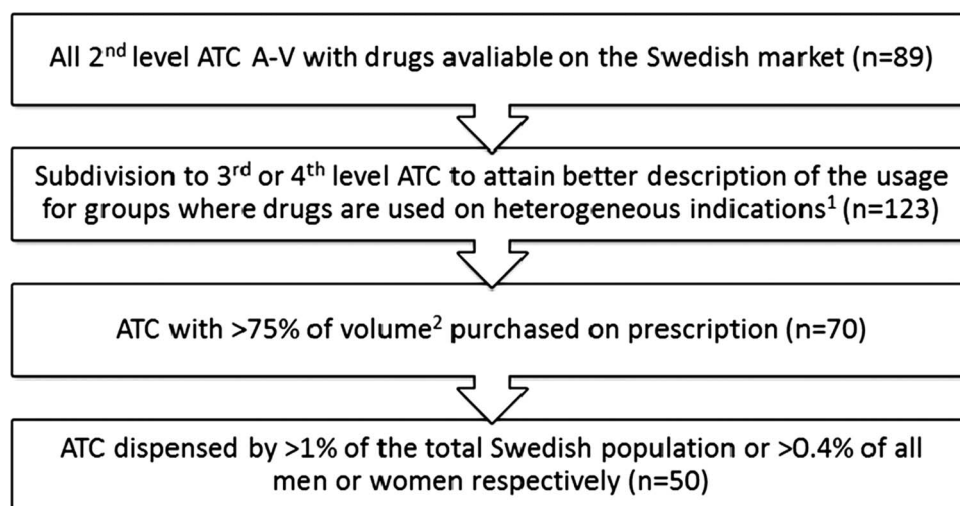 All 2nd level ATC A-V with drugs avaliable on the Swedish market (n=89)
Subdivision to 3rd or 4th level ATC to attain better description of the usage
for groups where drugs are used on heterogeneous indications1 (n=123)
ATC with >75% of volume2 purchased on prescription (n=70)
ATC dispensed by >1% of the total Swedish population or >0.4% of all
men or women respectively (n=50)